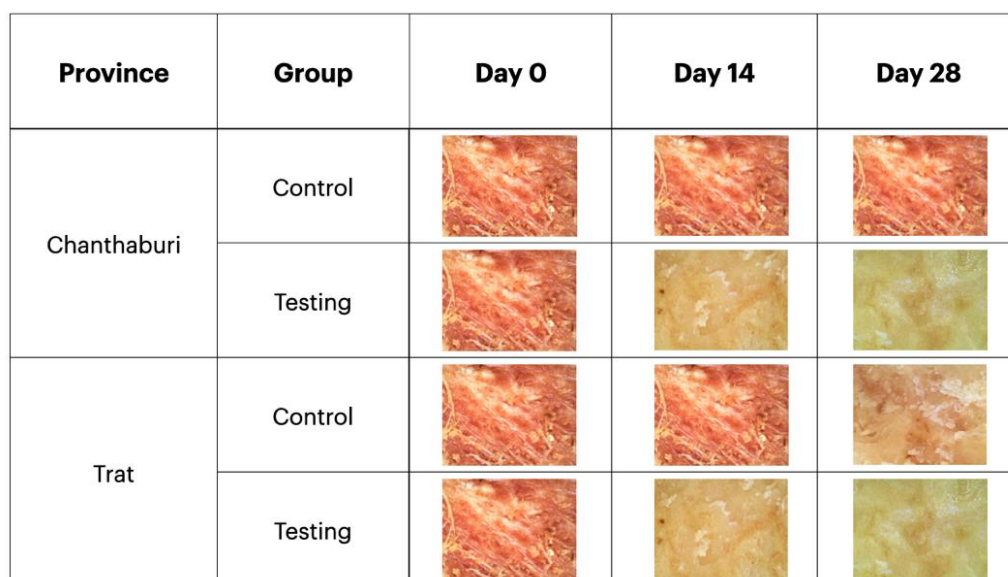 Province Group Day 0 Day 14 Day 28
Chanthaburi
Control
Testing
Trat
Control
Testing